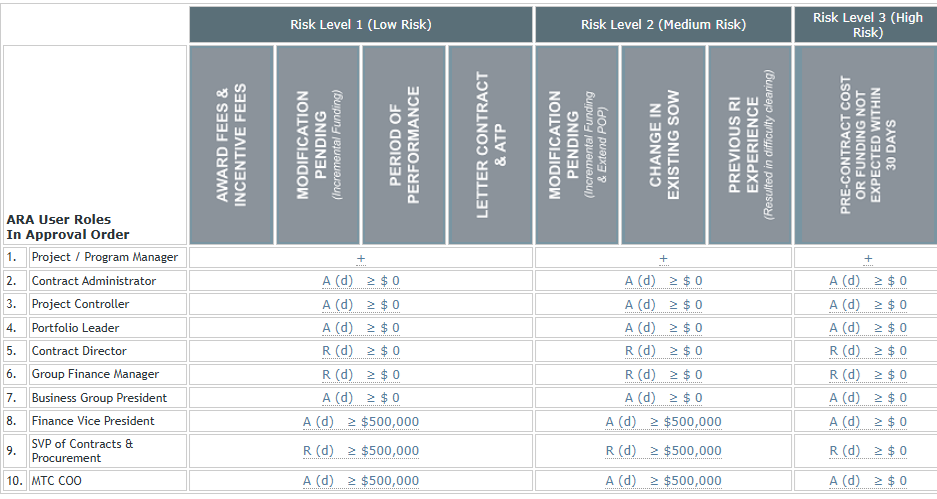 Risk Level 1 (Low Risk)
Risk Level 2 (Medium Risk)
Risk Level 3 (High
Risk)
ARA User Roles
In Approval Order
AWARD FEES &
INCENTIVE FEES
MODIFICATION
PENDING
(Incremental Funding)
PERIOD OF
PERFORMANCE
LETTER CONTRACT
& ATP
MODIFICATION
PENDING
(Incremental Funding
& Extend POP)
CHANGE IN
EXISTING SOW
PREVIOUS RI
EXPERIENCE
(Resulted in difficulty clearing)
PRE-CONTRACT COST
OR FUNDING NOT
EXPECTED WITHIN
30 DAYS
1. Project / Program Manager + + +
2. Contract Administrator A (d) ≥ $ 0 A (d) ≥ $ 0 A (d) ≥ $ 0
3. Project Controller A (d) ≥ $ 0 A (d) ≥ $ 0 A (d) ≥ $ 0
4. Portfolio Leader A (d) ≥ $ 0 A (d) ≥ $ 0 A (d) ≥ $ 0
5. Contract Director R (d) ≥ $ 0 R (d) ≥ $ 0 R (d) ≥ $ 0
6. Group Finance Manager R (d) ≥ $ 0 R (d) ≥ $ 0 R (d) ≥ $ 0
7. Business Group President A (d) ≥ $ 0 A (d) ≥ $ 0 A (d) ≥ $ 0
8. Finance Vice President A (d) ≥ $500,000 A (d) ≥ $500,000 A (d) ≥ $ 0
9. SVP of Contracts &
Procurement R (d) ≥ $500,000 R (d) ≥ $500,000 R (d) ≥ $ 0
10. MTC COO A (d) ≥ $500,000 A (d) ≥ $500,000 A (d) ≥ $ 0